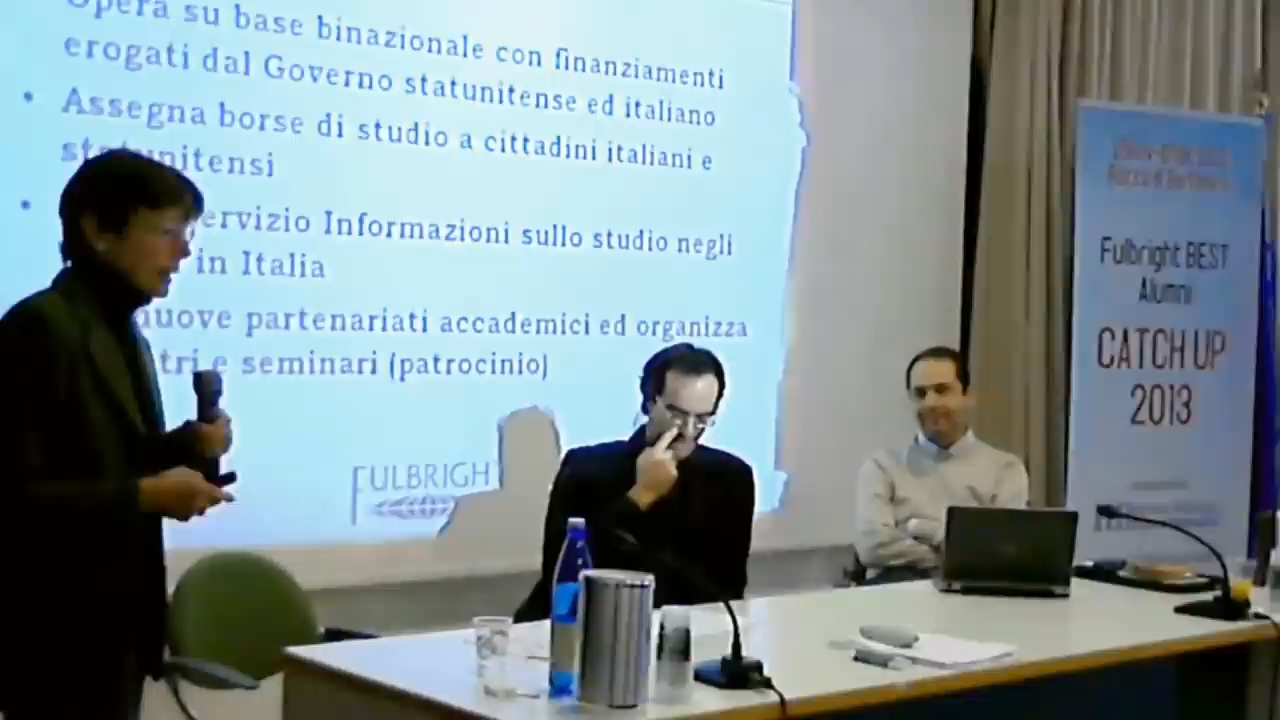 Opera su base binazionale con finanziamenti
erogati dal Governo statunitense ed italiano
• Assegna borse di studio a cittadini italiani e
statunitensi
• ervizio Informazioni sullo studio negli
in Italia
nuove partenariati accademici ed organizza
tri e seminari (patrocinio)
FULBRIGH
Fulbright BEST
Alumni
CATCH UP
2013